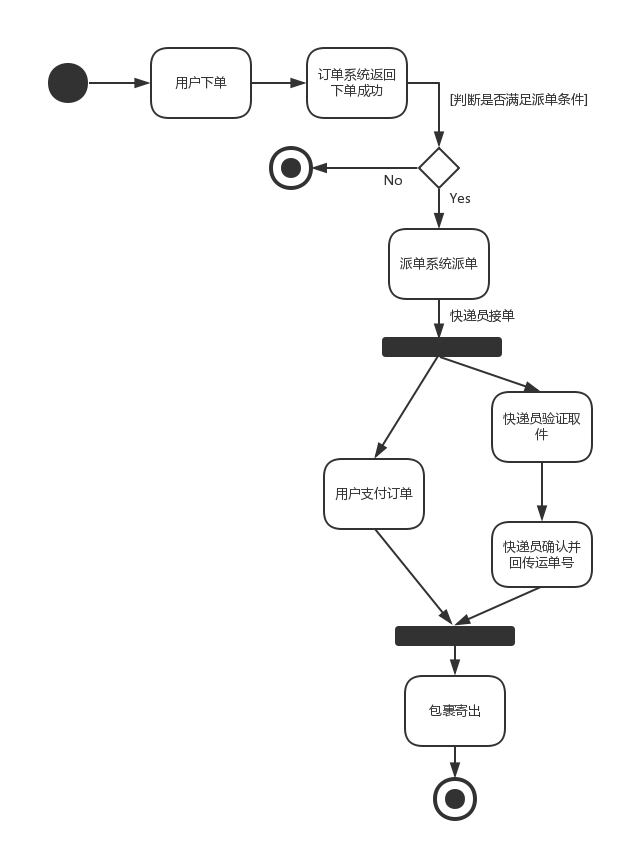 用户下单
订单系统返回
下单成功
[判断是否满足派单条件]
No
Yes
派单系统派单
快递员接单
快递员验证取
件
用户支付订单
快递员确认并
回传运单号
包裹寄出